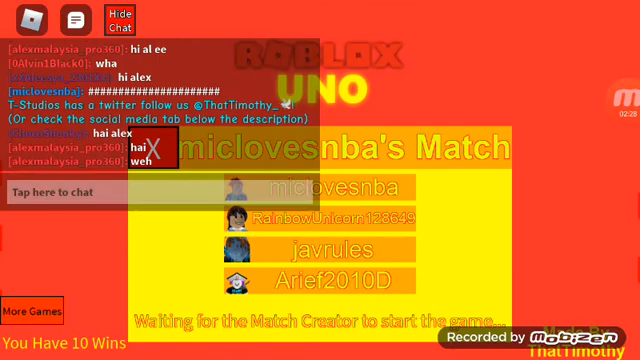 Hide
Chat
[alexmalaysia_pro360]: hi al ee
[0Alvin1Black0]: wha
hi alex
[miclovesnba]: ######################
T-Studios has a twitter follow us @ThatTimothy_🕊!
(Or check the social media tab below the description)
hai alex
[alexmalaysia_pro360]: hai
[alexmalaysia_pro360]: weh
Tap here to chat
ROBLOX
UNO
M
02:28
X
miclovesnba's Match
miclovesnba
RainbowUnicorn128649
javrules
Arief2010D
Waiting for the Match Creator to start the game...
More Games
You Have 10 Wins
Made By
ThatTimothy
Recorded by Mobizen